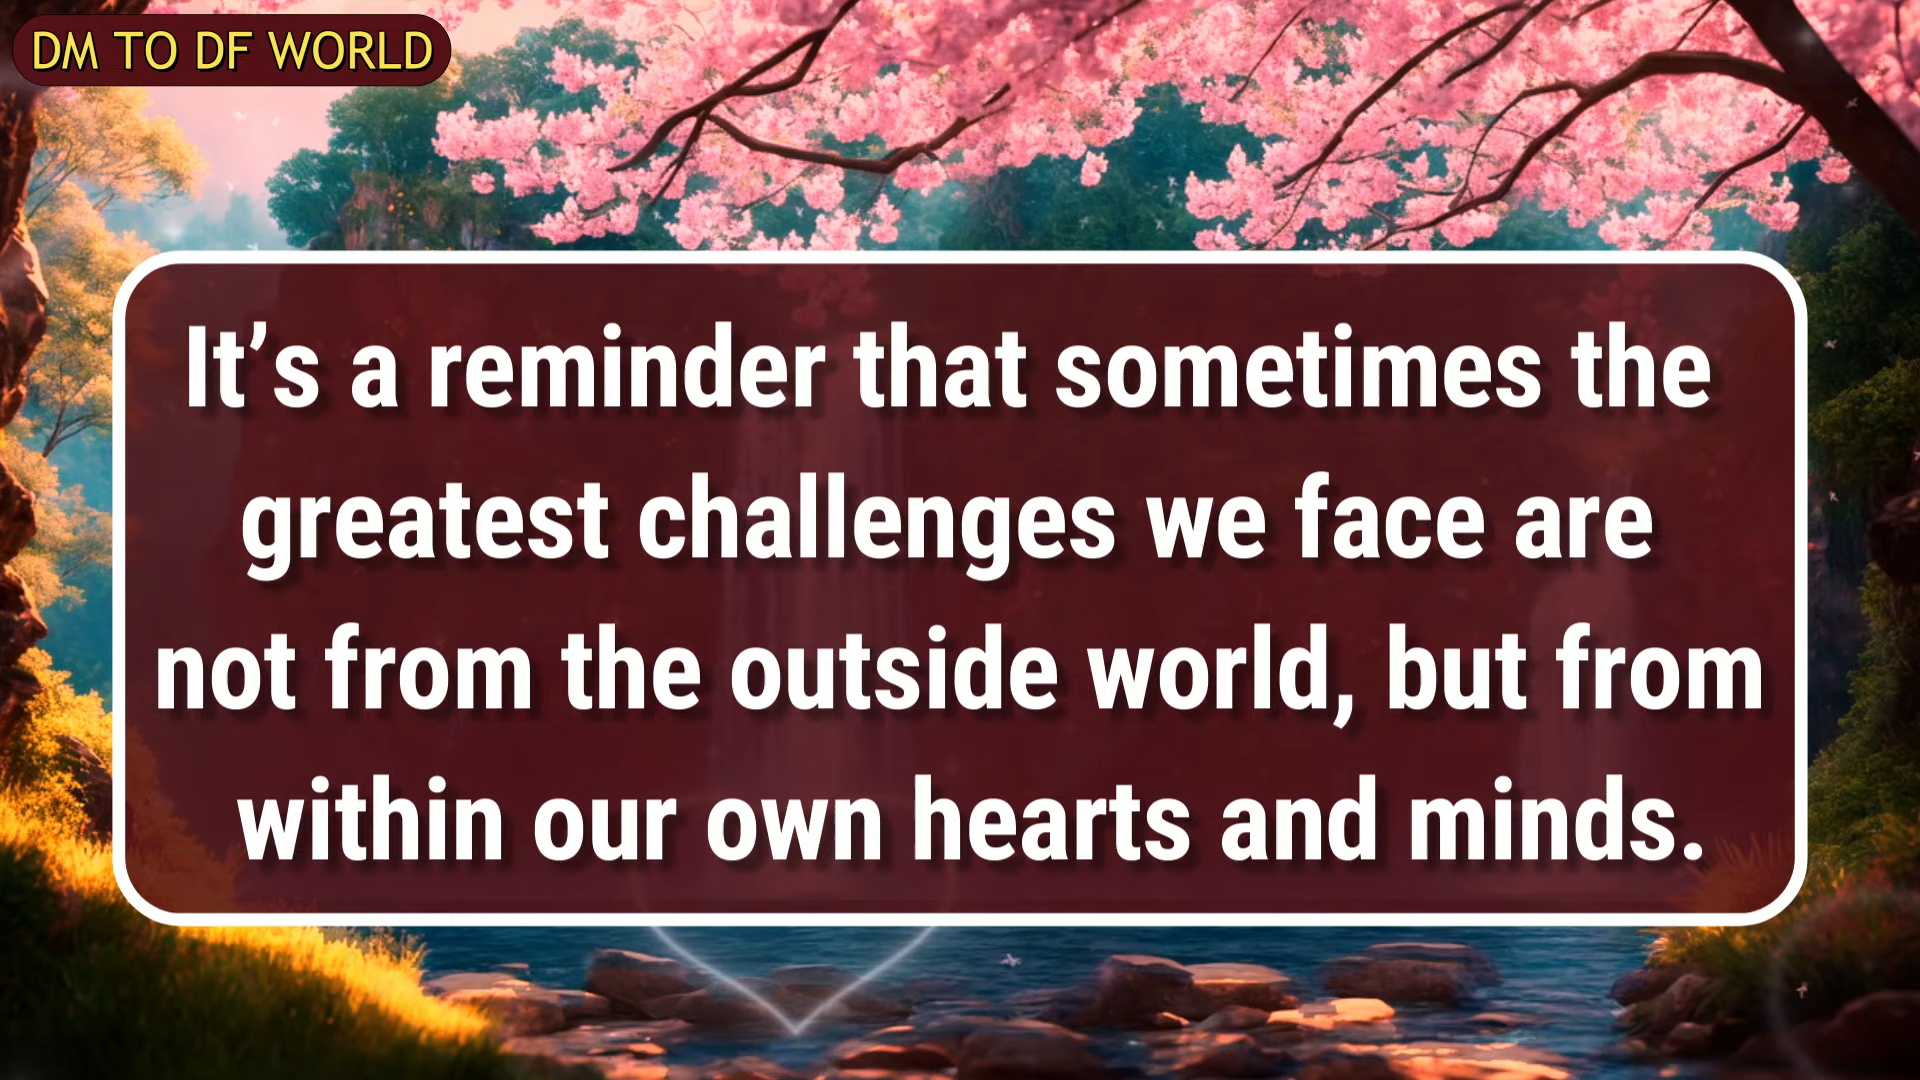 DM TO DF WORLD
It’s a reminder that sometimes the
greatest challenges we face are
not from the outside world, but from
within our own hearts and minds.